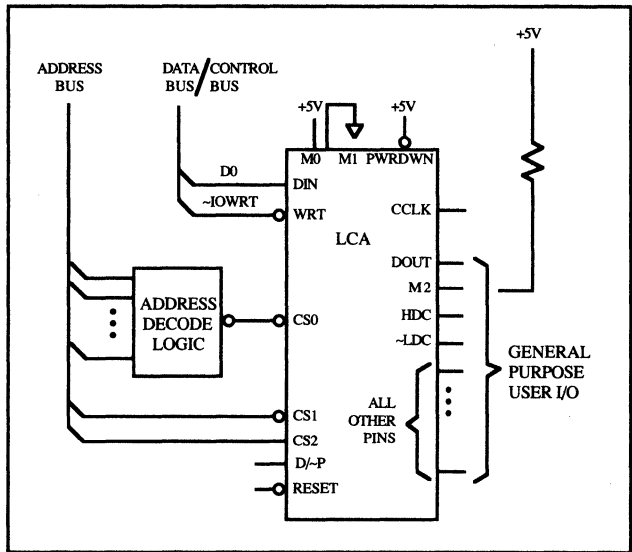 +5V
ADDRESS
BUS
DATA/CONTROL
BUS/ BUS
+5V
+5V
M0 M1 PWRDWN
D0
DIN
~IOWRT
WRT
CCLK
LCA
DOUT
M2
ADDRESS
DECODE
LOGIC
CS0
HDC
~LDC
GENERAL
PURPOSE
USER I/O
ALL
OTHER
PINS
CS1
CS2
D/~P
RESET